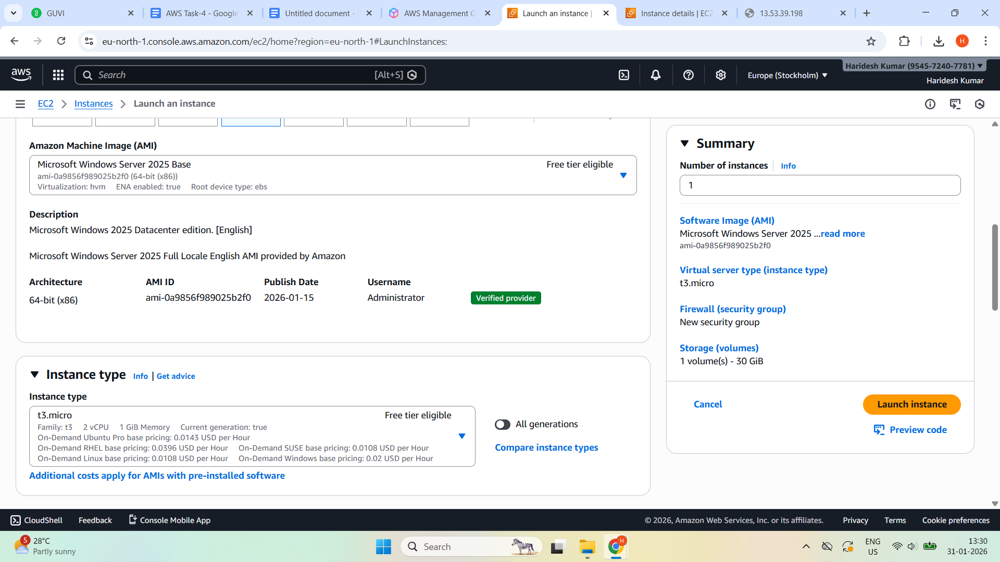 GUVI
AWS Task-4 - Google
Untitled document -
AWS Management C
Launch an instance |
Instance details | EC2
13.53.39.198
eu-north-1.console.aws.amazon.com/ec2/home?region=eu-north-1#LaunchInstances:
H
aws
Search
[Alt+S]
Europe (Stockholm)
Haridesh Kumar (9545-7240-7781)
Haridesh Kumar
EC2
Instances
Launch an instance
Amazon Machine Image (AMI)
Microsoft Windows Server 2025 Base
Free tier eligible
ami-0a9856f989025b2f0 (64-bit (x86))
Virtualization: hvm ENA enabled: true Root device type: ebs
Description
Microsoft Windows 2025 Datacenter edition. [English]
Microsoft Windows Server 2025 Full Locale English AMI provided by Amazon
Architecture AMI ID Publish Date Username
64-bit (x86) ami-0a9856f989025b2f0 2026-01-15 Administrator Verified provider
Instance type Info | Get advice
Instance type
t3.micro
Free tier eligible
Family: t3 2 vCPU 1 GiB Memory Current generation: true
On-Demand Ubuntu Pro base pricing: 0.0143 USD per Hour
On-Demand RHEL base pricing: 0.0396 USD per Hour On-Demand SUSE base pricing: 0.0108 USD per Hour
On-Demand Linux base pricing: 0.0108 USD per Hour On-Demand Windows base pricing: 0.02 USD per Hour
All generations
Compare instance types
Additional costs apply for AMIs with pre-installed software
Summary
Number of instances Info
1
Software Image (AMI)
Microsoft Windows Server 2025 ...read more
ami-0a9856f989025b2f0
Virtual server type (instance type)
t3.micro
Firewall (security group)
New security group
Storage (volumes)
1 volume(s) - 30 GiB
Cancel
Launch instance
Preview code
CloudShell Feedback Console Mobile App
© 2026, Amazon Web Services, Inc. or its affiliates. Privacy Terms Cookie preferences
5
28°C
Partly sunny
Search
H
ENG
US
13:30
31-01-2026